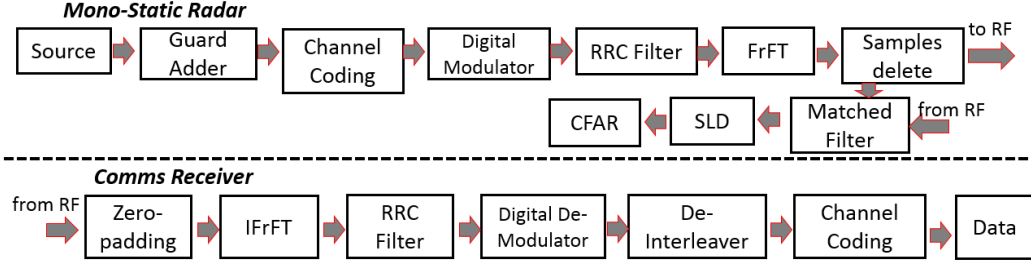 Mono-Static Radar
Source
Guard
Adder
Channel
Coding
Digital
Modulator
RRC Filter
FrFT
Samples
delete
to RF
CFAR
SLD
Matched
Filter
from RF
Comms Receiver
from RF
Zero-
padding
IFrFT
RRC
Filter
Digital De-
Modulator
De-
Interleaver
Channel
Coding
Data